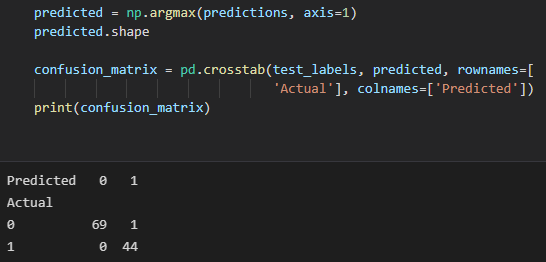 predicted = np.argmax(predictions, axis=1)
predicted.shape
confusion_matrix = pd.crosstab(test_labels, predicted, rownames=[
'Actual'], colnames=['Predicted'])
print(confusion_matrix)
Predicted 0 1
Actual
0 69 1
1 0 44